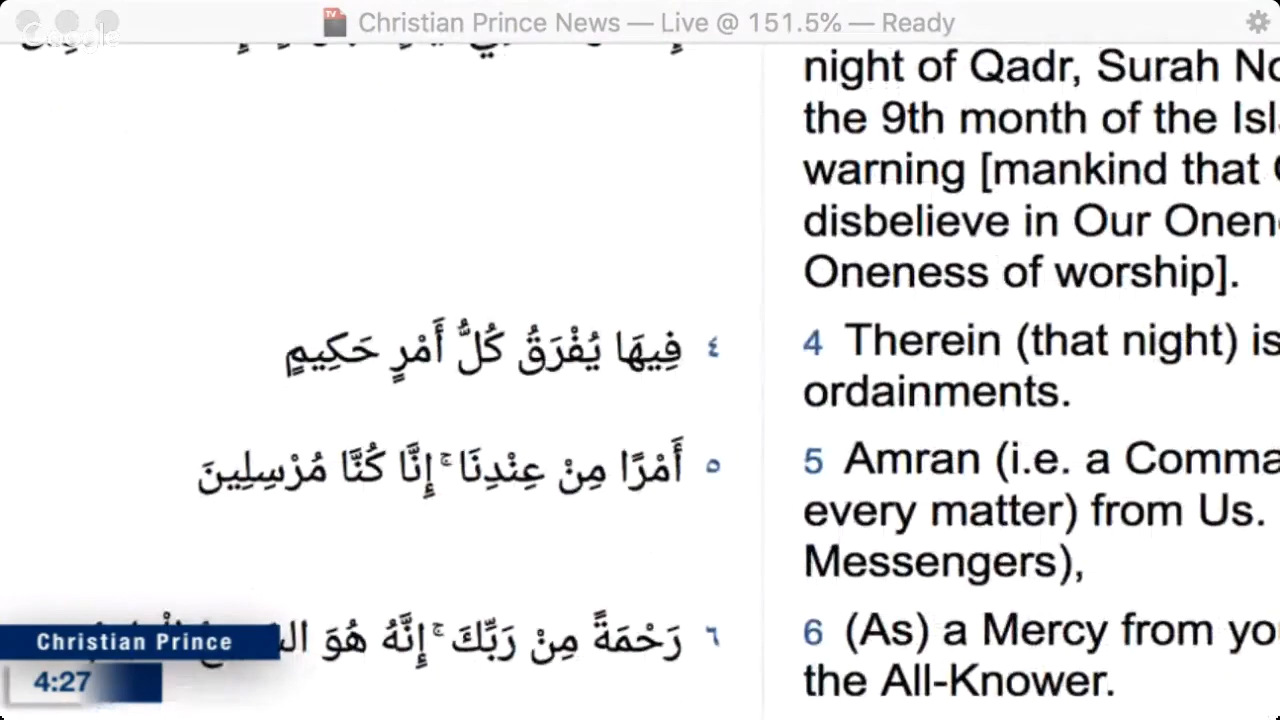 Christian Prince News — Live @ 151.5% — Ready
Google
night of Qadr, Surah No
the 9th month of the Isl
warning [mankind that
disbelieve in Our Onen
Oneness of worship].
٤ فِيهَا يُفْرَقُ كُلُّ أَمْرٍ حَكِيمٍ
4 Therein (that night) is
ordainments.
٥ أَمْرًا مِنْ عِنْدِنَا ۚ إِنَّا كُنَّا مُرْسِلِينَ
5 Amran (i.e. a Comma
every matter) from Us.
Messengers),
٦ رَحْمَةً مِنْ رَبِّكَ ۚ إِنَّهُ هُوَ
6 (As) a Mercy from yo
the All-Knower.
Christian Prince
4:27